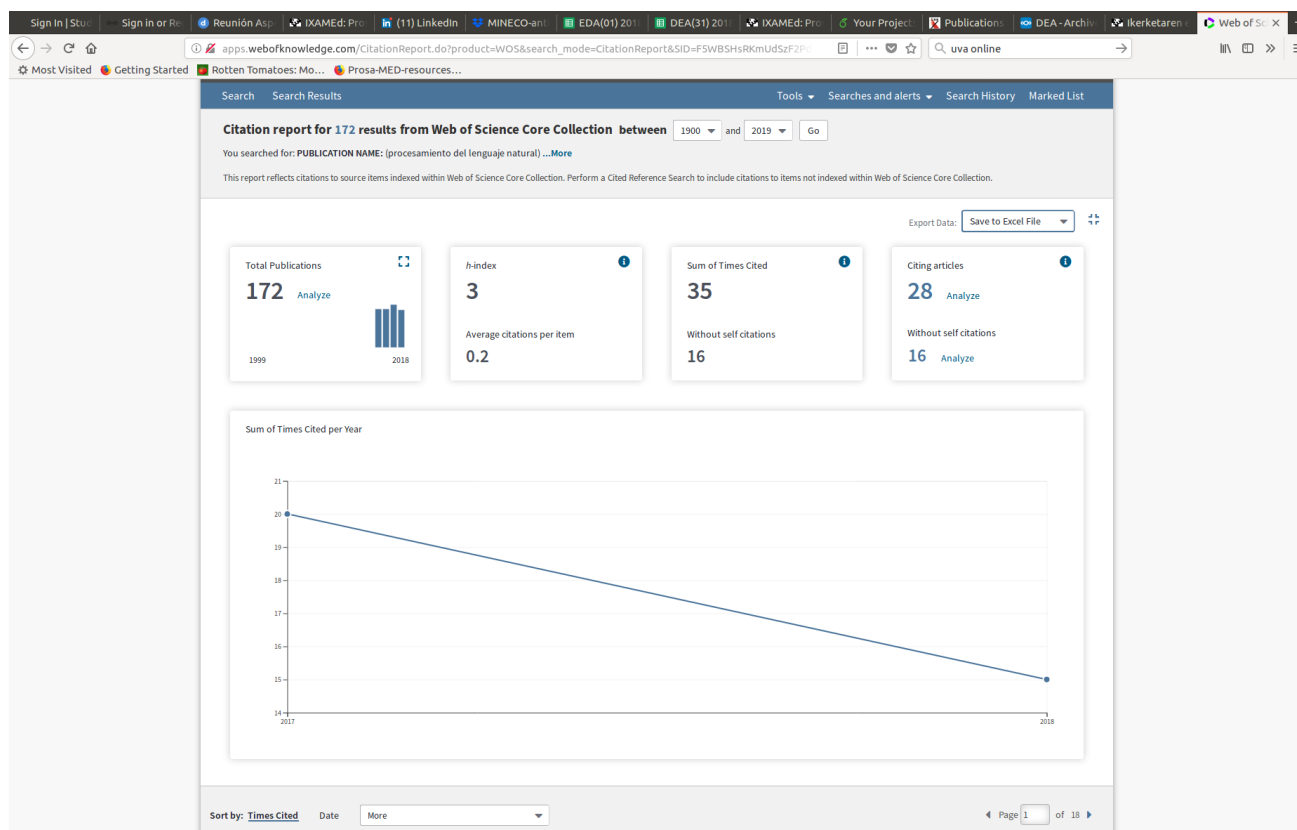 Sign In | Stud Sign in or Re Reunión Asp IXAMEd: Pro (11) LinkedIn MINECO-ant EDA(01) 201 DEA(31) 201 IXAMEd: Pro Your Project Publications DEA - Archive Ikerketaren e Web of Sc
apps.webofknowledge.com/CitationReport.do?product=WOS&search_mode=CitationReport&SID=F5WBSHsRKmUdSzF2Pd uva online
Most Visited Getting Started Rotten Tomatoes: Mo... Prosa-MED-resources...
Search Search Results Tools Searches and alerts Search History Marked List
Citation report for 172 results from Web of Science Core Collection between 1900 and 2019 Go
You searched for: PUBLICATION NAME: (procesamiento del lenguaje natural) ...More
This report reflects citations to source items indexed within Web of Science Core Collection. Perform a Cited Reference Search to include citations to items not indexed within Web of Science Core Collection.
Export Data: Save to Excel File
Total Publications
172 Analyze
1999 2018
h-index
3
Average citations per item
0.2
Sum of Times Cited
35
Without self citations
16
Citing articles
28 Analyze
Without self citations
16 Analyze
Sum of Times Cited per Year
21
20
19
18
17
16
15
14
2017 2018
Sort by: Times Cited Date More Page 1 of 18